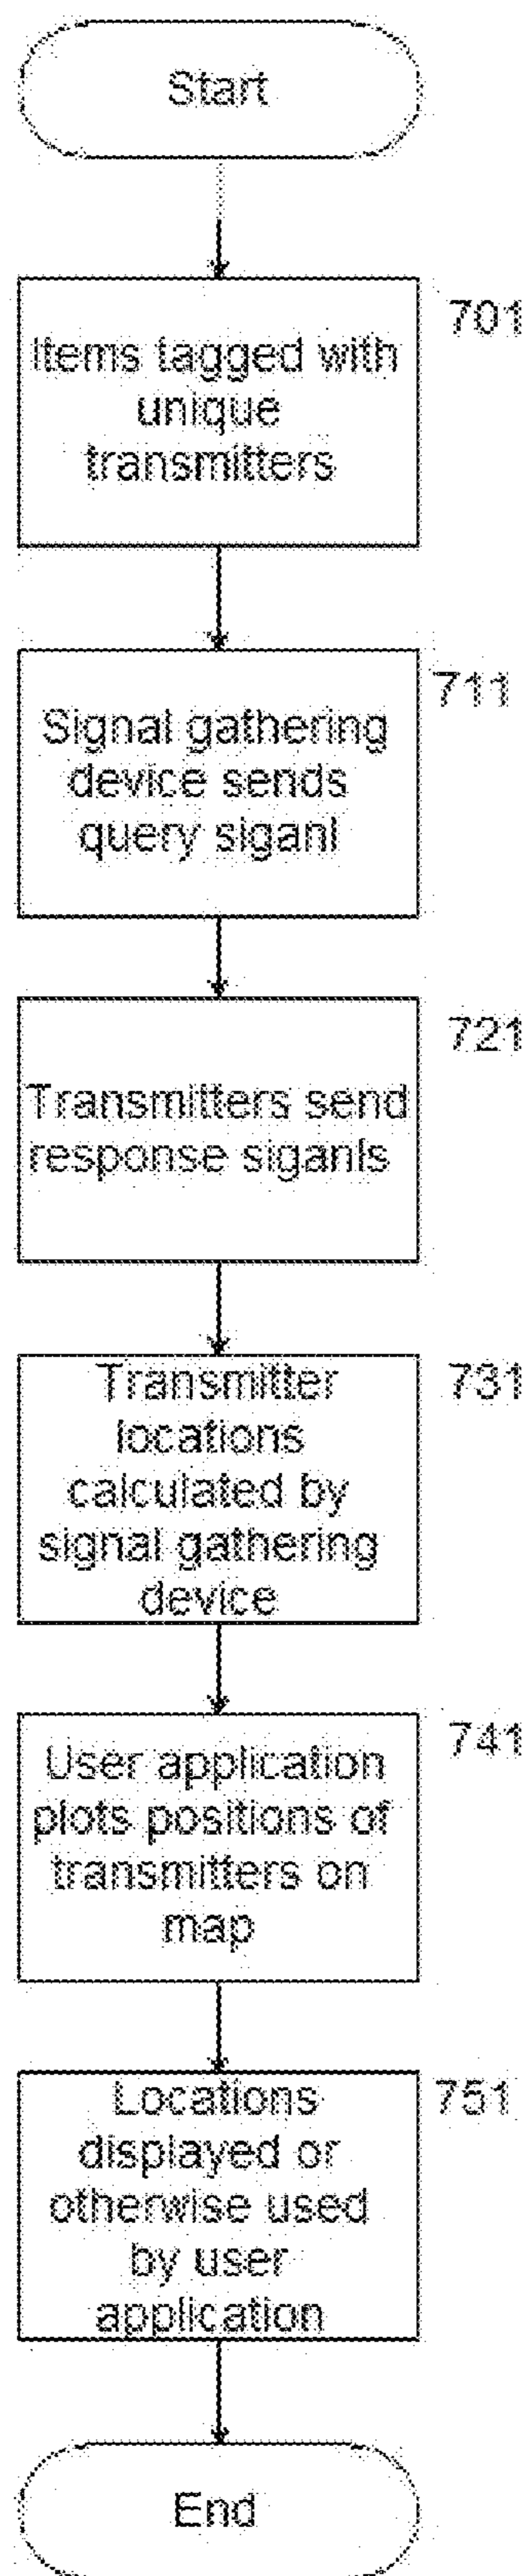 Start
701
Items tagged with
unique
transmitters
711
Signal gathering
device sends
query siganl
721
Transmitters send
response siganls
731
Transmitter
locations
calculated by
signal gathering
device
741
User application
plots positions of
transmitters on
map
751
Locations
displayed or
otherwise used
by user
application
End